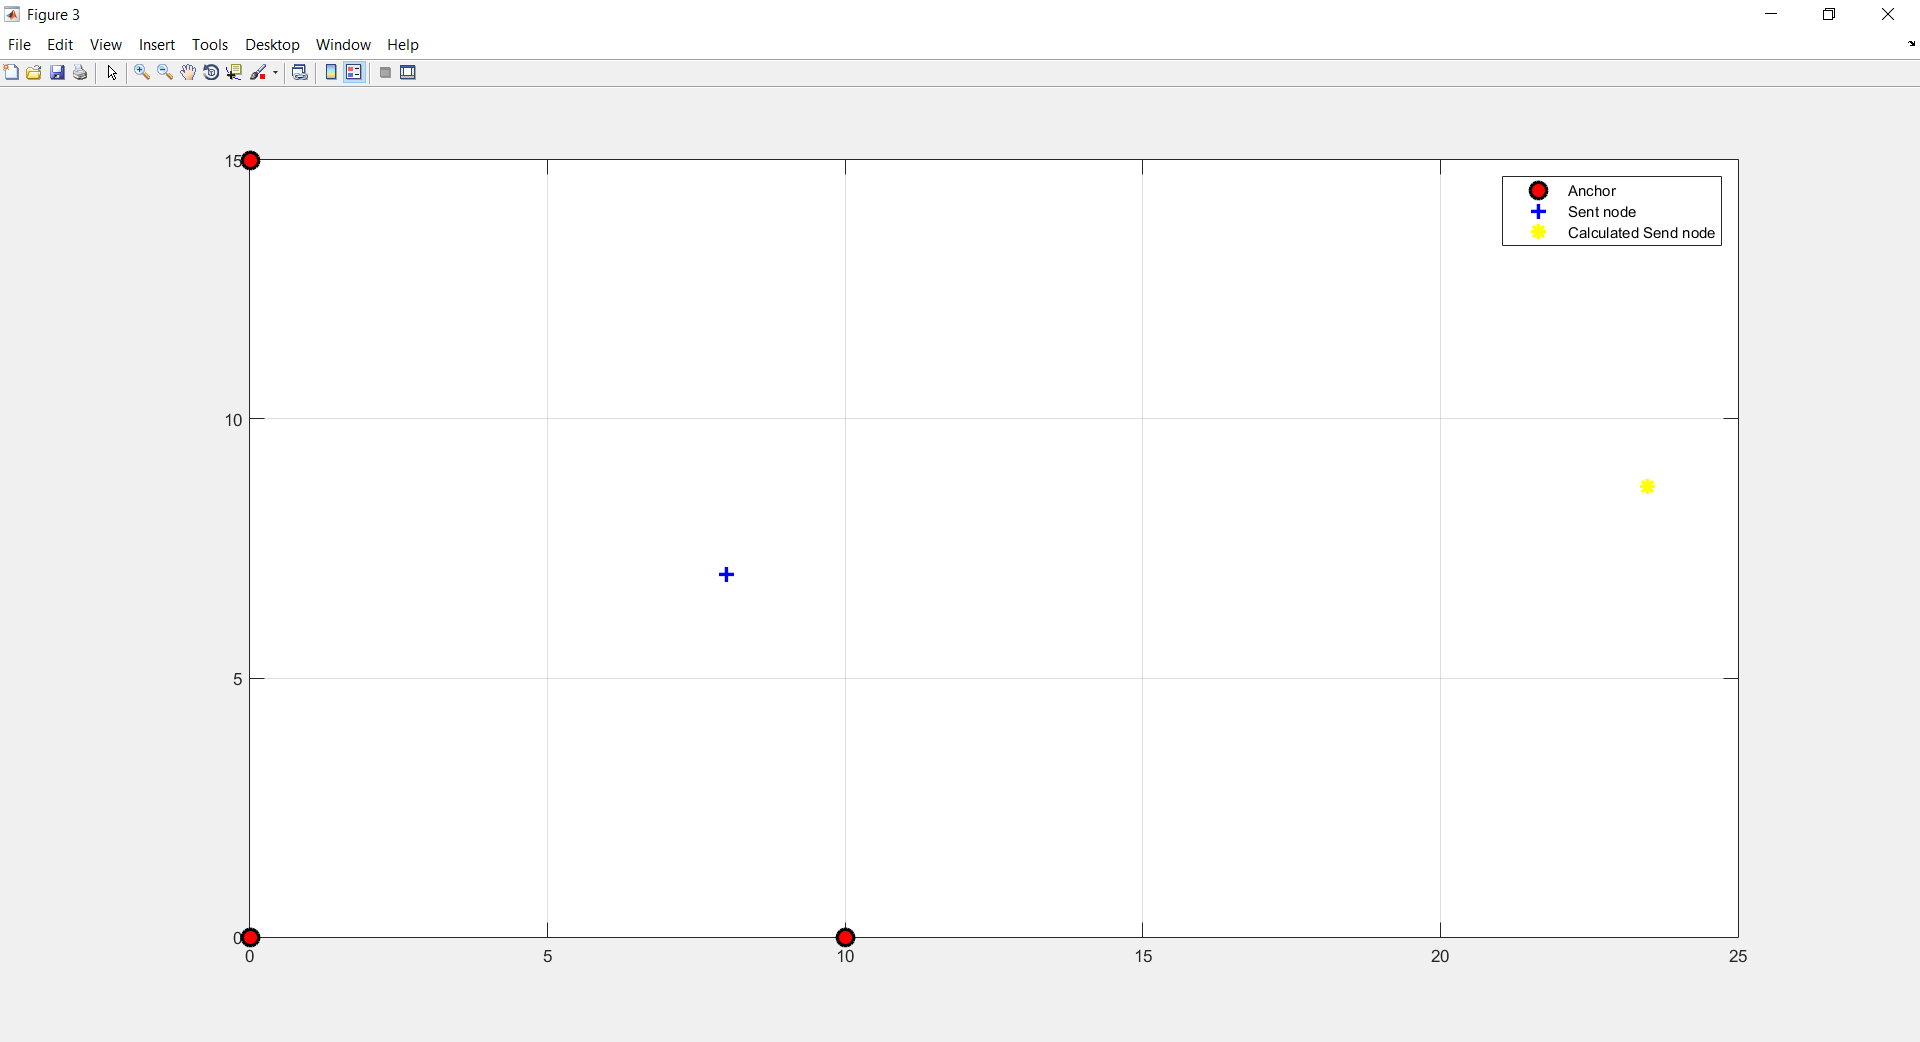 Figure 3
File Edit View Insert Tools Desktop Window Help
15
10
5
0
0 5 10 15 20 25
Anchor
Sent node
Calculated Send node